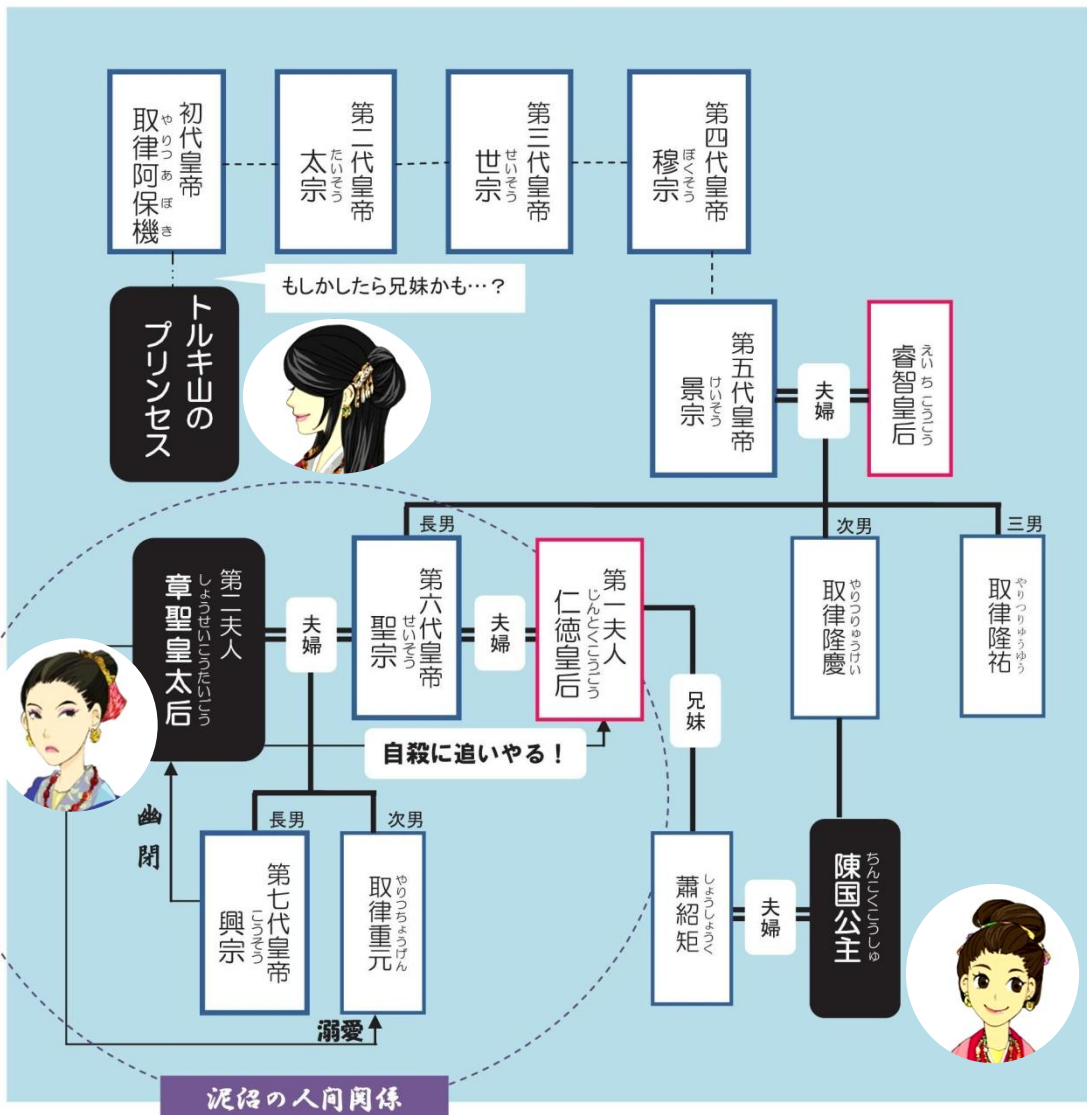 初代皇帝
やりつあぼき
取律阿保機
第二代皇帝
たいそう
太宗
第三代皇帝
せいそう
世宗
第四代皇帝
ぼくそう
穆宗
もしかしたら兄妹かも…？
トルキ山の
プリンセス
第五代皇帝
けいそう
景宗
夫婦
えいちこうごう
睿智皇后
長男
次男
三男
第二夫人
しょうせいこうたいごう
章聖皇太后
夫婦
第六代皇帝
せいそう
聖宗
夫婦
第一夫人
じんとくこうごう
仁徳皇后
やりつりゅうけい
取律隆慶
やりつりゅうゆう
取律隆祐
兄妹
自殺に追いやる！
幽閉
長男
次男
第七代皇帝
こうそう
興宗
やりつちょうげん
取律重元
しょうしょうく
蕭紹矩
夫婦
ちんこくこうしゅ
陳国公主
溺愛
泥沼の人間関係